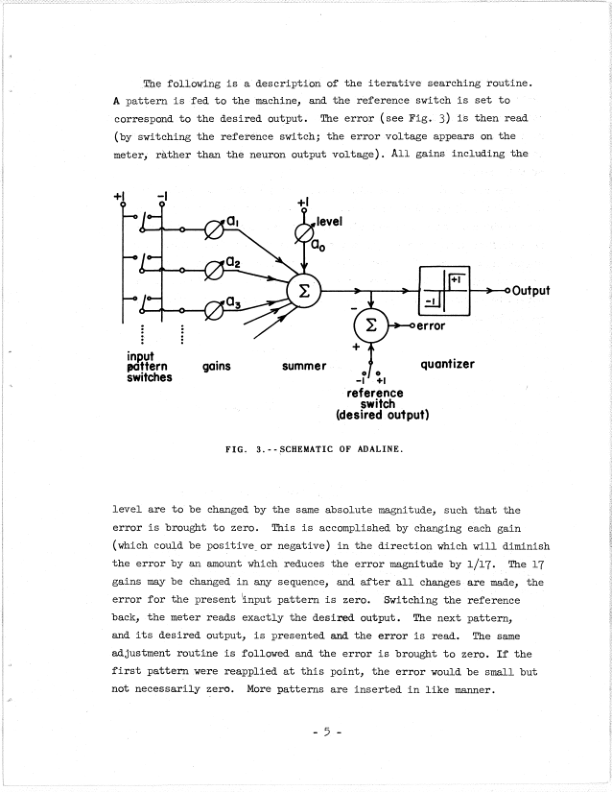 The following is a description of the iterative searching routine.
A pattern is fed to the machine, and the reference switch is set to
correspond to the desired output. The error (see Fig. 3) is then read
(by switching the reference switch; the error voltage appears on the
meter, rather than the neuron output voltage). All gains including the
+1 -1
+1
a1
level
a0
a2
Σ
+1
-1
Output
a3
-
Σ
error
+
input
pattern
switches
gains
summer
quantizer
-1 +1
reference
switch
(desired output)
FIG. 3.--SCHEMATIC OF ADALINE.
level are to be changed by the same absolute magnitude, such that the
error is brought to zero. This is accomplished by changing each gain
(which could be positive or negative) in the direction which will diminish
the error by an amount which reduces the error magnitude by 1/17. The 17
gains may be changed in any sequence, and after all changes are made, the
error for the present input pattern is zero. Switching the reference
back, the meter reads exactly the desired output. The next pattern,
and its desired output, is presented and the error is read. The same
adjustment routine is followed and the error is brought to zero. If the
first pattern were reapplied at this point, the error would be small but
not necessarily zero. More patterns are inserted in like manner.
- 5 -